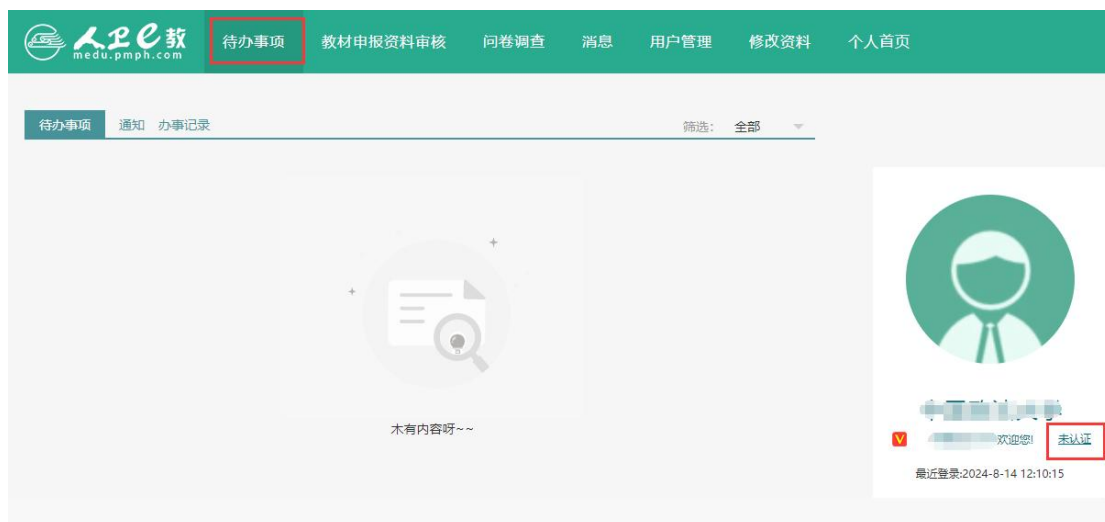 人卫e教 待办事项 教材申报资料审核 问卷调查 消息 用户管理 修改资料 个人首页
medu.pmph.com
待办事项 通知 办事记录 筛选: 全部
木有内容呀~~
V 欢迎您! 未认证
最近登录:2024-8-14 12:10:15